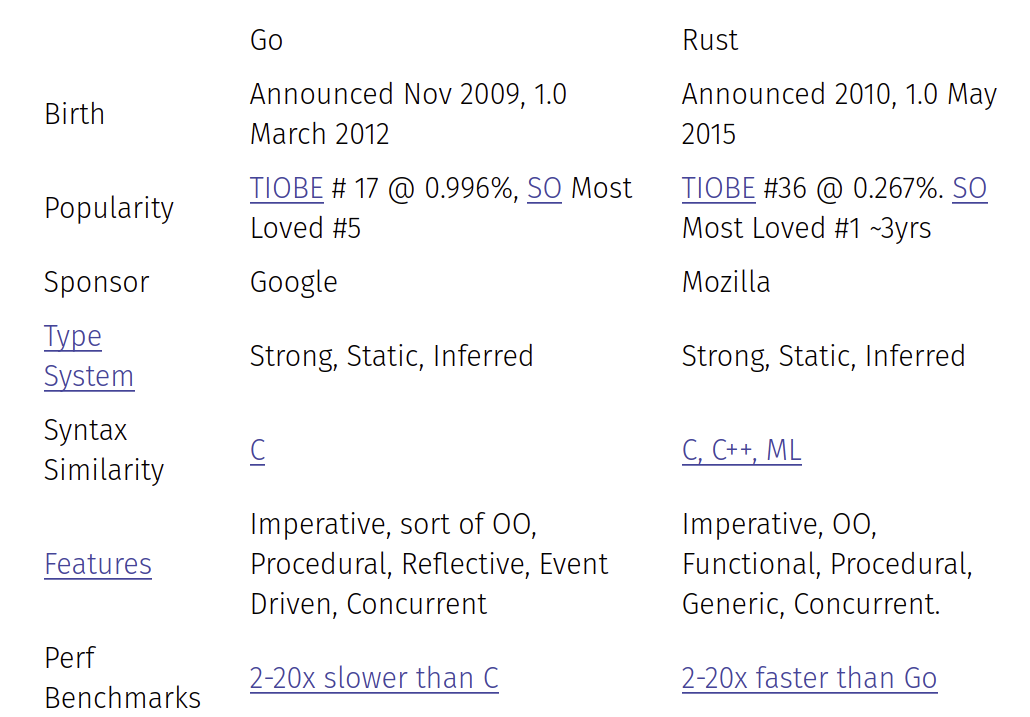 Go Rust
Birth Announced Nov 2009, 1.0 Announced 2010, 1.0 May
March 2012 2015
Popularity TIOBE # 17 @ 0.996%, SO Most TIOBE #36 @ 0.267%. SO
Loved #5 Most Loved #1 ~3yrs
Sponsor Google Mozilla
Type
System Strong, Static, Inferred Strong, Static, Inferred
Syntax
Similarity C C, C++, ML
Features Imperative, sort of OO, Imperative, OO,
Procedural, Reflective, Event Functional, Procedural,
Driven, Concurrent Generic, Concurrent.
Perf
Benchmarks 2-20x slower than C 2-20x faster than Go